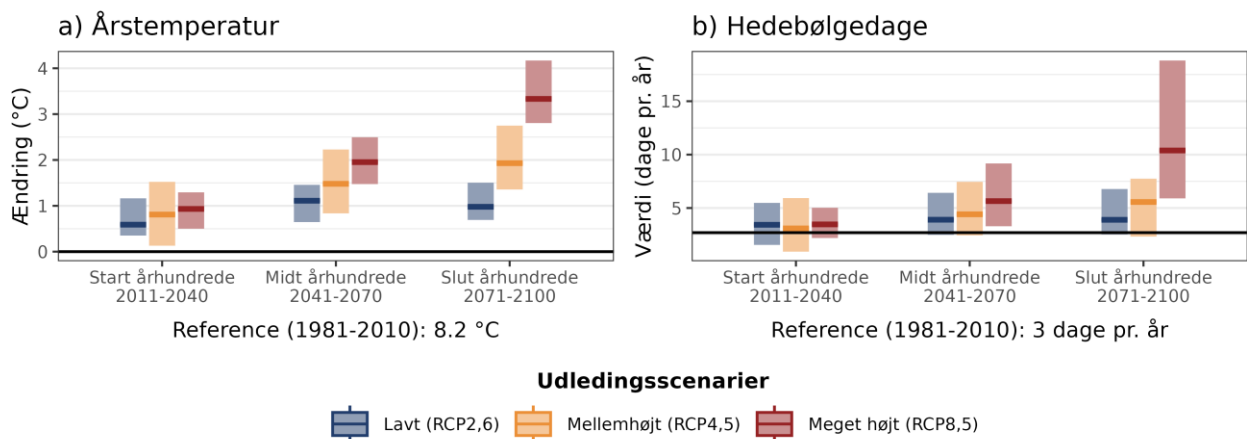 a) Årstemperatur
Ændring (°C)
4
3
2
1
0
Start århundrede
2011-2040
Midt århundrede
2041-2070
Slut århundrede
2071-2100
Reference (1981-2010): 8.2 °C
b) Hedebølgedage
Værdi (dage pr. år)
15
10
5
Start århundrede
2011-2040
Midt århundrede
2041-2070
Slut århundrede
2071-2100
Reference (1981-2010): 3 dage pr. år
Udledingsscenarier
Lavt (RCP2,6)
Mellemhøjt (RCP4,5)
Meget højt (RCP8,5)